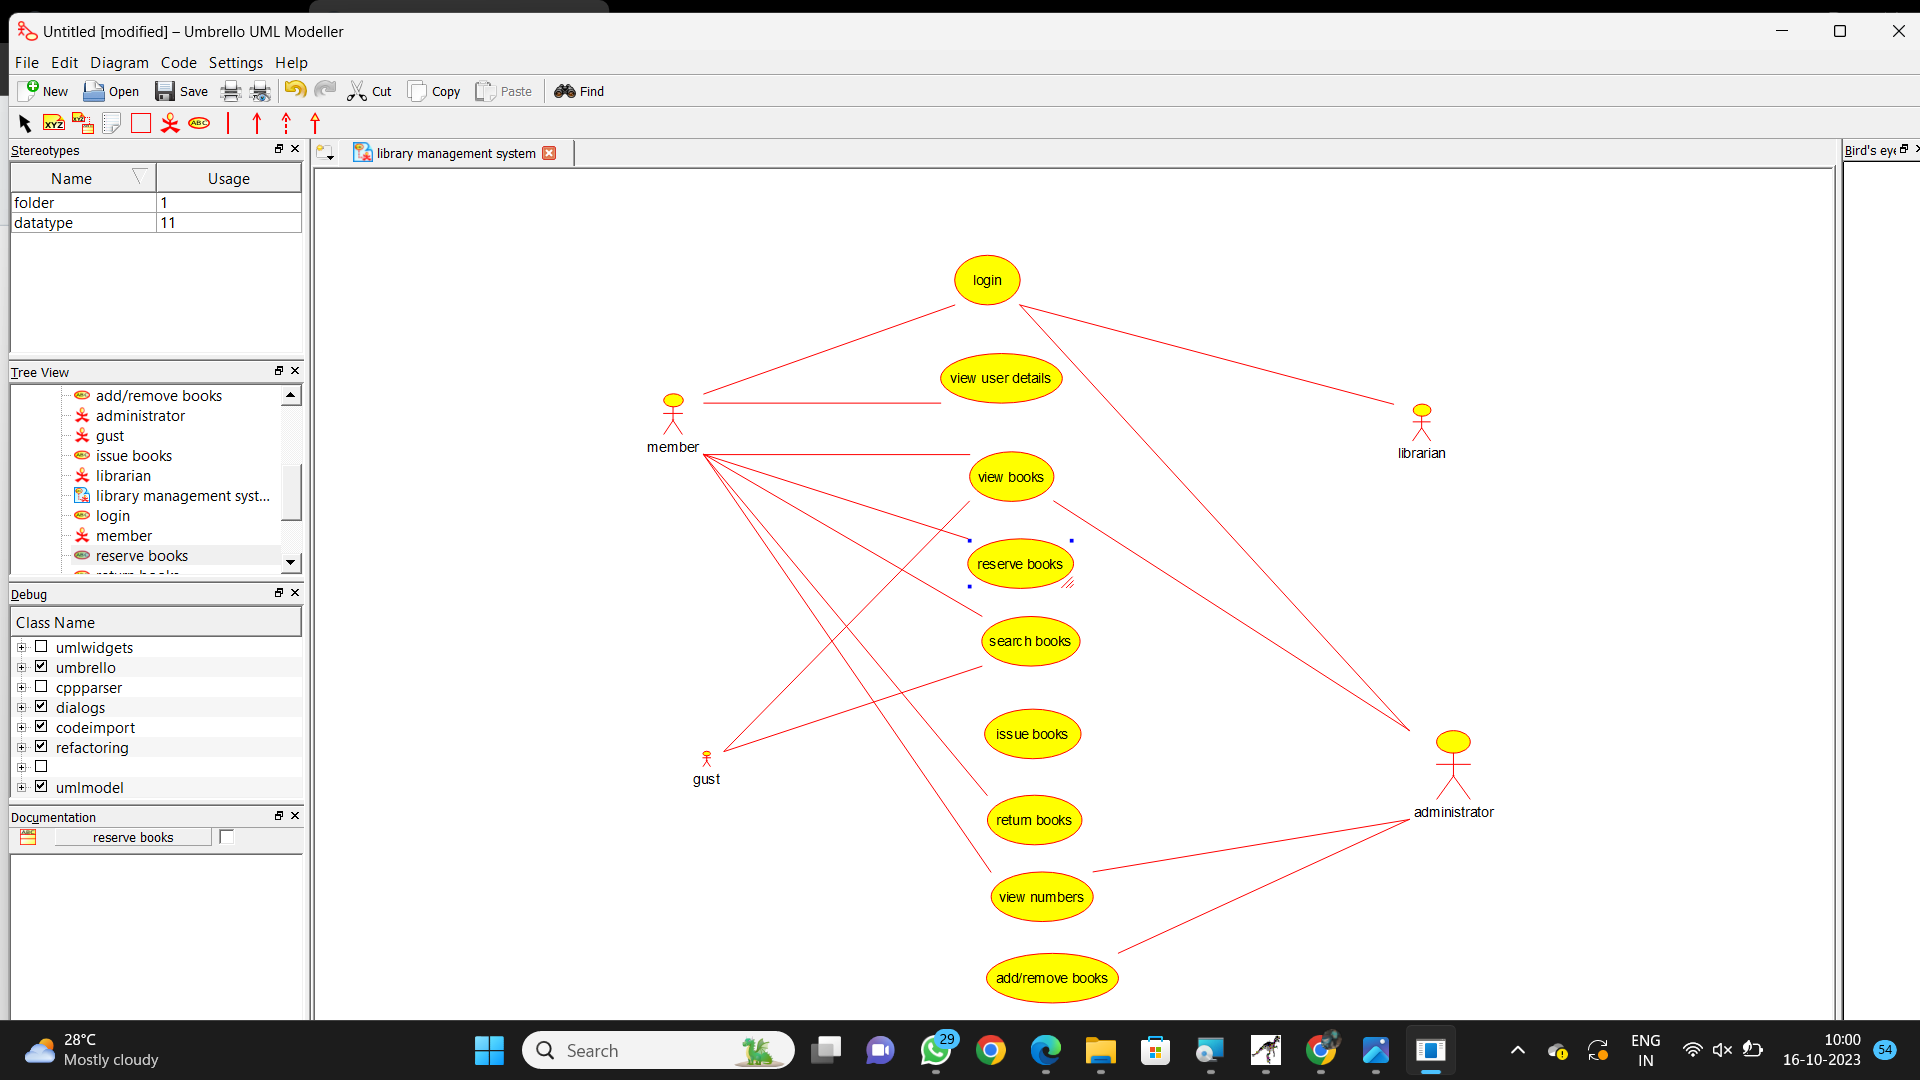 Untitled [modified] – Umbrello UML Modeller
File Edit Diagram Code Settings Help
New Open Save Cut Copy Paste Find
XYZ XYZ ABC
Stereotypes
Name Usage
folder 1
datatype 11
Tree View
add/remove books
administrator
gust
issue books
librarian
library management syst...
login
member
reserve books
Debug
Class Name
umlwidgets
umbrello
cppparser
dialogs
codeimport
refactoring
umlmodel
Documentation
reserve books
library management system
Bird's eye
login
view user details
member
librarian
view books
reserve books
search books
issue books
gust
administrator
return books
view numbers
add/remove books
28°C
Mostly cloudy
Search
29
ENG
IN
10:00
16-10-2023
54